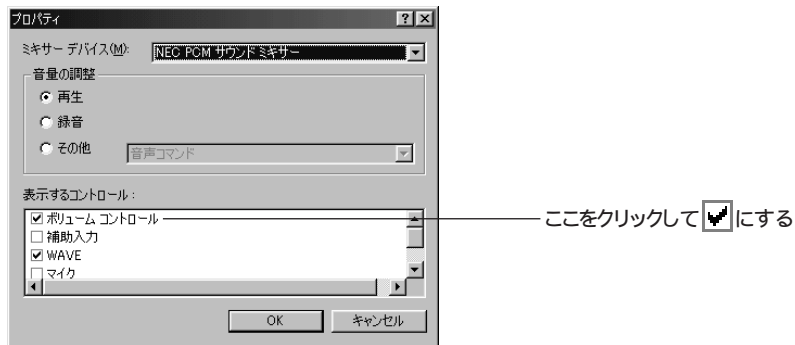 プロパティ
ミキサー デバイス(M): NEC PCM サウンド ミキサー
音量の調整
再生
録音
その他 音声コマンド
表示するコントロール :
ボリューム コントロール
補助入力
WAVE
マイク
OK キャンセル
ここをクリックして にする